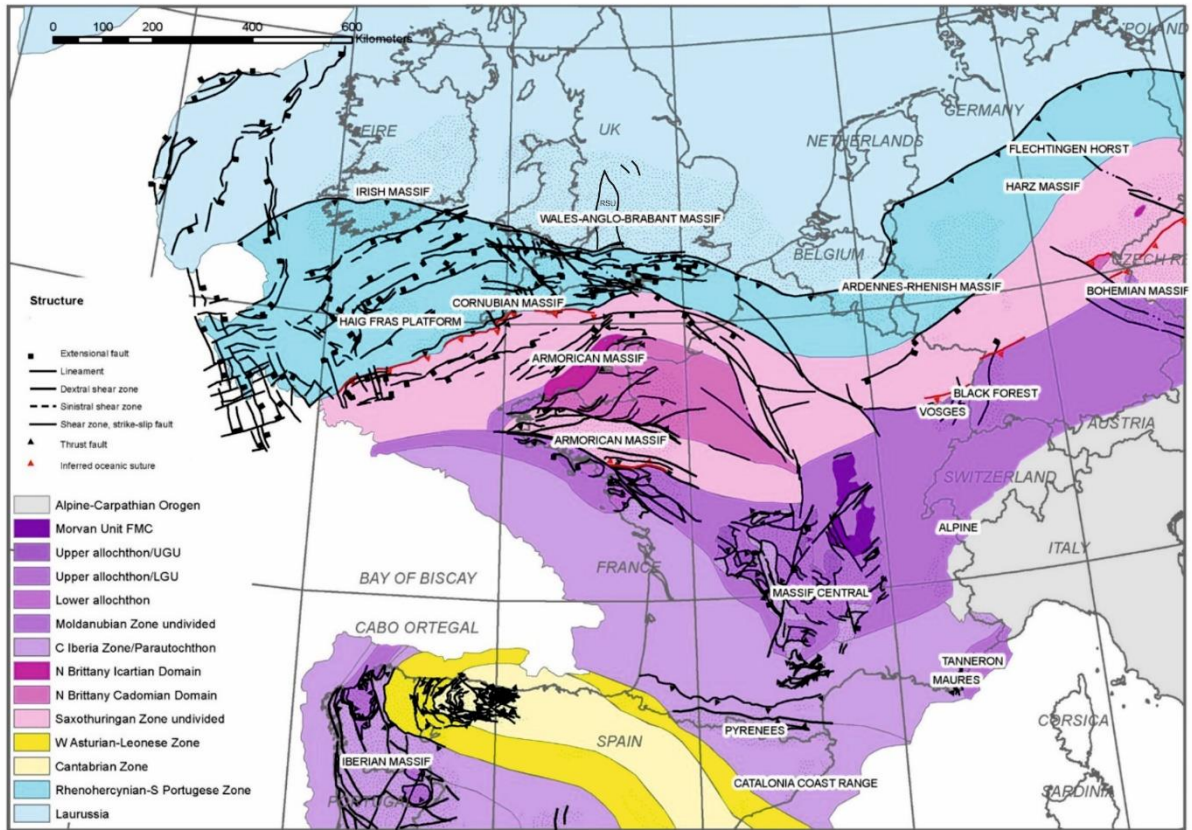 0 100 200 400 600
Kilometers
POLAND
GERMANY
EIRE
UK
NETHERLANDS
FLECHTINGEN HORST
HARZ MASSIF
IRISH MASSIF
RSU
WALES-ANGLO-BRABANT MASSIF
BELGIUM
CZECH RE
ARDENNES-RHENISH MASSIF
BOHEMIAN MASSIF
CORNUBIAN MASSIF
HAIG FRAS PLATFORM
ARMORICAN MASSIF
BLACK FOREST
VOSGES
AUSTRIA
ARMORICAN MASSIF
SWITZERLAND
ALPINE
ITALY
FRANCE
BAY OF BISCAY
MASSIF CENTRAL
CABO ORTEGAL
TANNERON
MAURES
CORSICA
PYRENEES
SPAIN
IBERIAN MASSIF
CATALONIA COAST RANGE
SARDINIA
PORTUGAL
Structure
Extensional fault
Lineament
Dextral shear zone
Sinistral shear zone
Shear zone, strike-slip fault
Thrust fault
Inferred oceanic suture
Alpine-Carpathian Orogen
Morvan Unit FMC
Upper allochthon/UGU
Upper allochthon/LGU
Lower allochthon
Moldanubian Zone undivided
C Iberia Zone/Parautochthon
N Brittany Icartian Domain
N Brittany Cadomian Domain
Saxothuringan Zone undivided
W Asturian-Leonese Zone
Cantabrian Zone
Rhenohercynian-S Portugese Zone
Laurussia